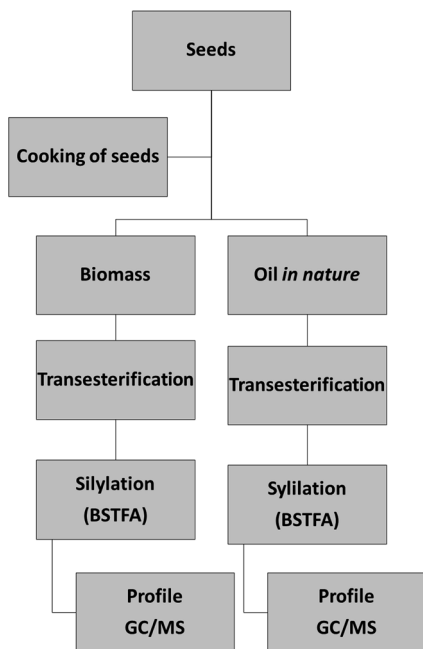 Seeds
Cooking of seeds
Biomass
Oil in nature
Transesterification
Transesterification
Silylation
(BSTFA)
Sylilation
(BSTFA)
Profile
GC/MS
Profile
GC/MS